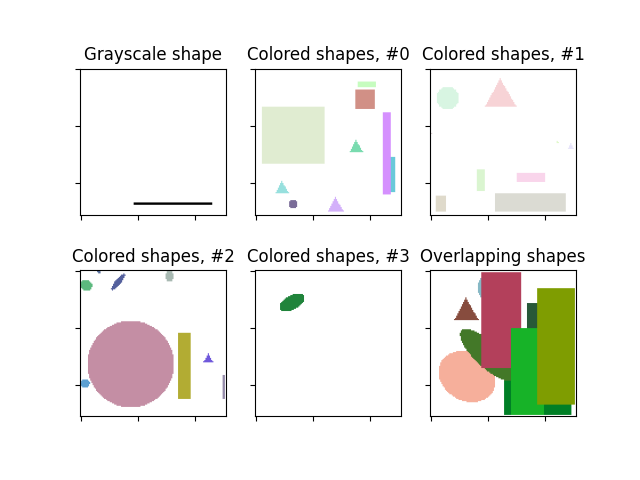 Grayscale shape
Colored shapes, #0
Colored shapes, #1
Colored shapes, #2
Colored shapes, #3
Overlapping shapes